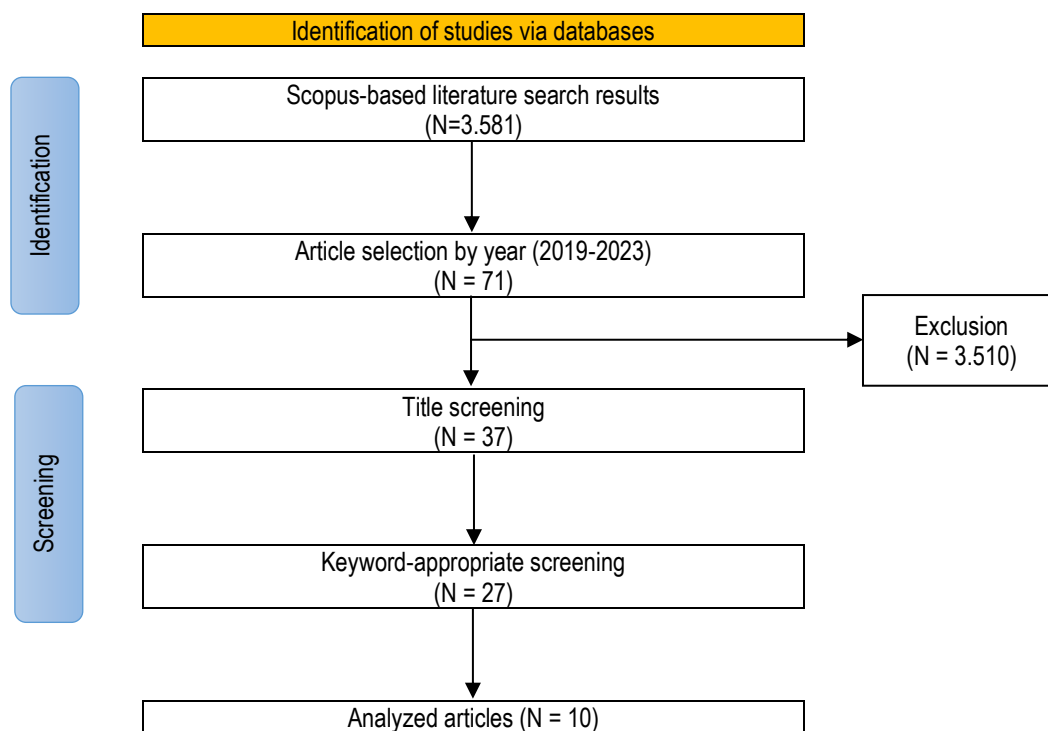 Identification of studies via databases
Identification
Scopus-based literature search results
(N=3.581)
Article selection by year (2019-2023)
(N = 71)
Exclusion
(N = 3.510)
Screening
Title screening
(N = 37)
Keyword-appropriate screening
(N = 27)
Analyzed articles (N = 10)